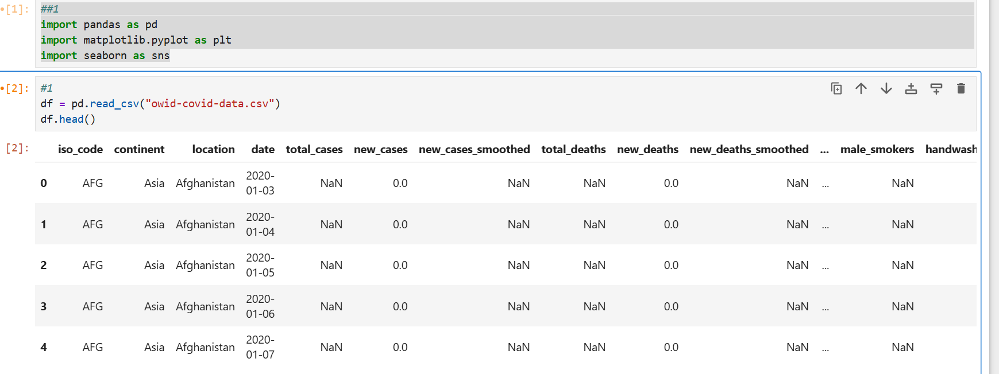 [1]: ##1
import pandas as pd
import matplotlib.pyplot as plt
import seaborn as sns
[2]: #1
df = pd.read_csv("owid-covid-data.csv")
df.head()
[2]: iso_code continent location date total_cases new_cases new_cases_smoothed total_deaths new_deaths new_deaths_smoothed ... male_smokers handwash
0 AFG Asia Afghanistan 2020-01-03 NaN 0.0 NaN NaN 0.0 NaN ... NaN
1 AFG Asia Afghanistan 2020-01-04 NaN 0.0 NaN NaN 0.0 NaN ... NaN
2 AFG Asia Afghanistan 2020-01-05 NaN 0.0 NaN NaN 0.0 NaN ... NaN
3 AFG Asia Afghanistan 2020-01-06 NaN 0.0 NaN NaN 0.0 NaN ... NaN
4 AFG Asia Afghanistan 2020-01-07 NaN 0.0 NaN NaN 0.0 NaN ... NaN